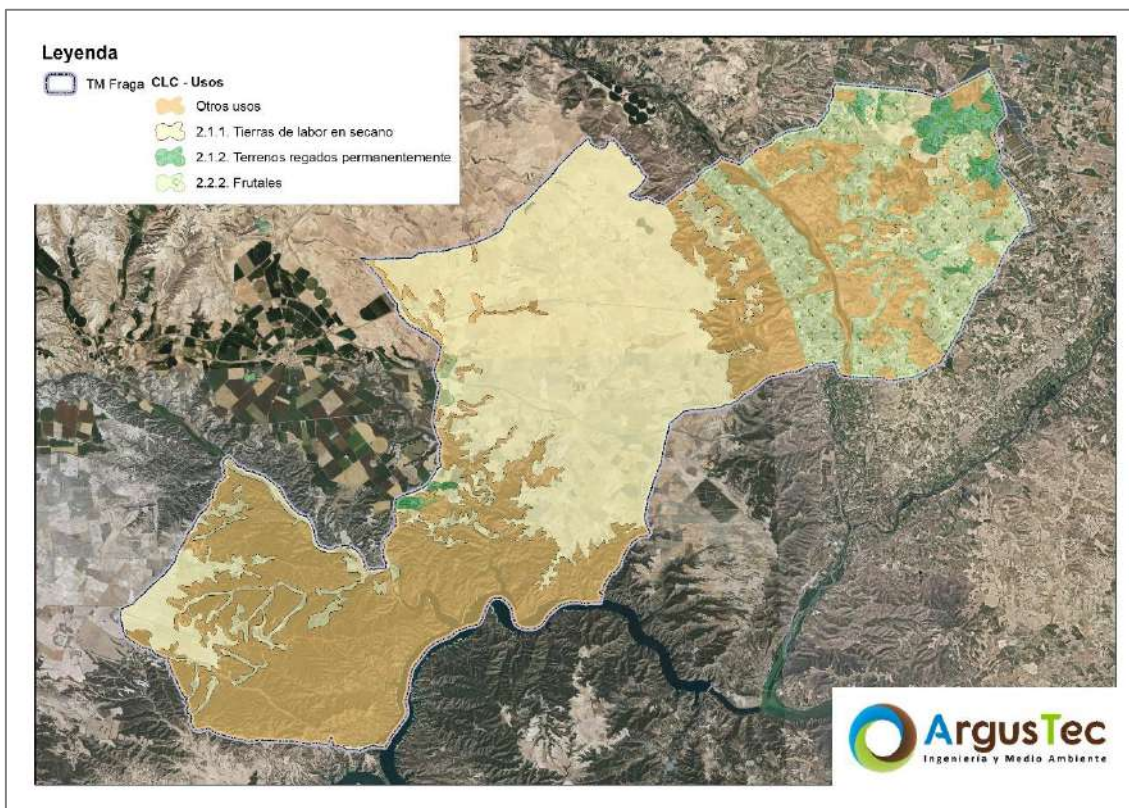 Leyenda
TM Fraga CLC - Usos
Otros usos
2.1.1. Tierras de labor en secano
2.1.2. Terrenos regados permanentemente
2.2.2. Frutales
ArgusTec
Ingeniería y Medio Ambiente